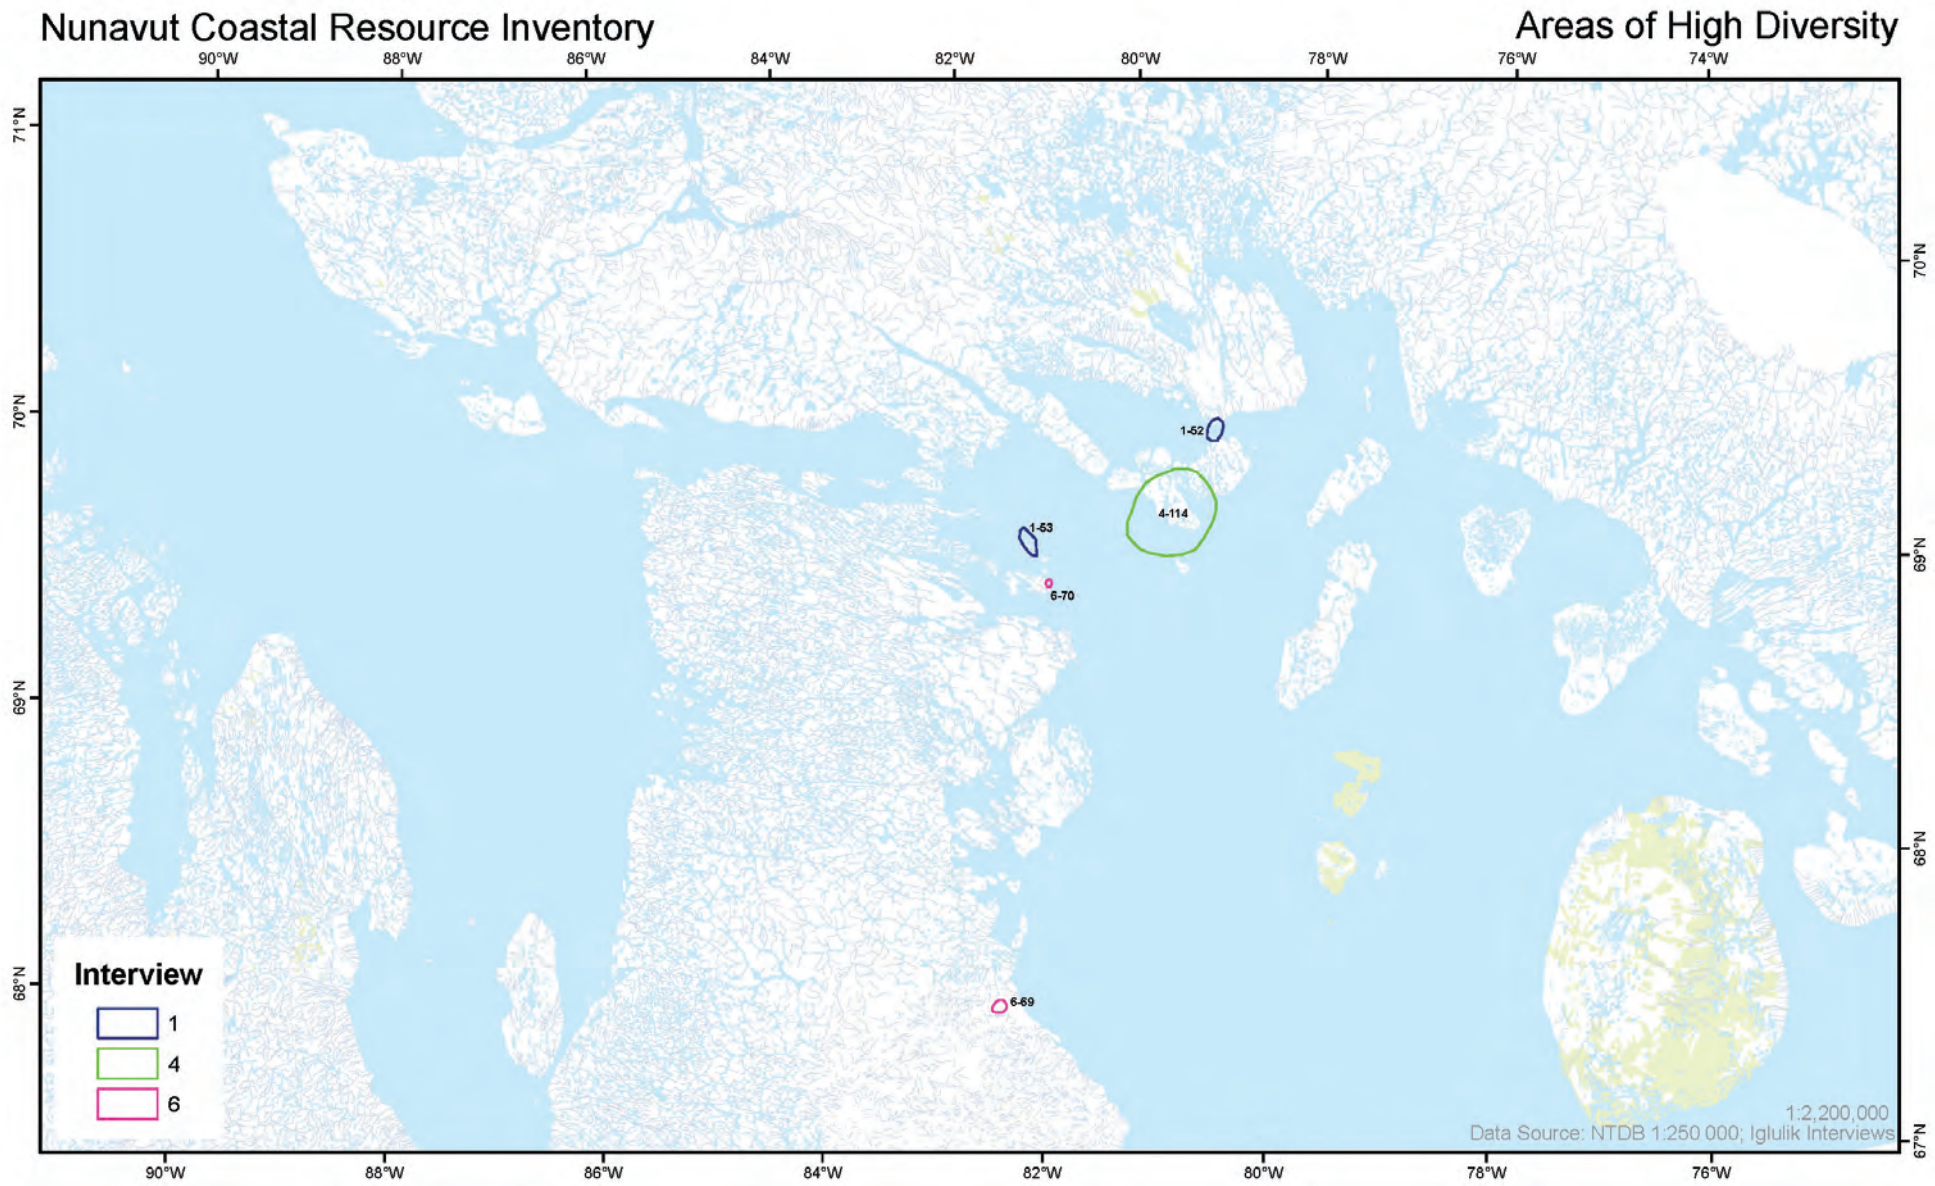 Nunavut Coastal Resource Inventory
Areas of High Diversity
90°W 88°W 86°W 84°W 82°W 80°W 78°W 76°W 74°W
71°N
70°N
70°N
1-52
4-114
1-53
69°N
6-70
69°N
68°N
68°N
6-69
Interview
1
4
6
1:2,200,000
Data Source: NTDB 1:250 000; Iglulik Interviews
67°N
90°W 88°W 86°W 84°W 82°W 80°W 78°W 76°W